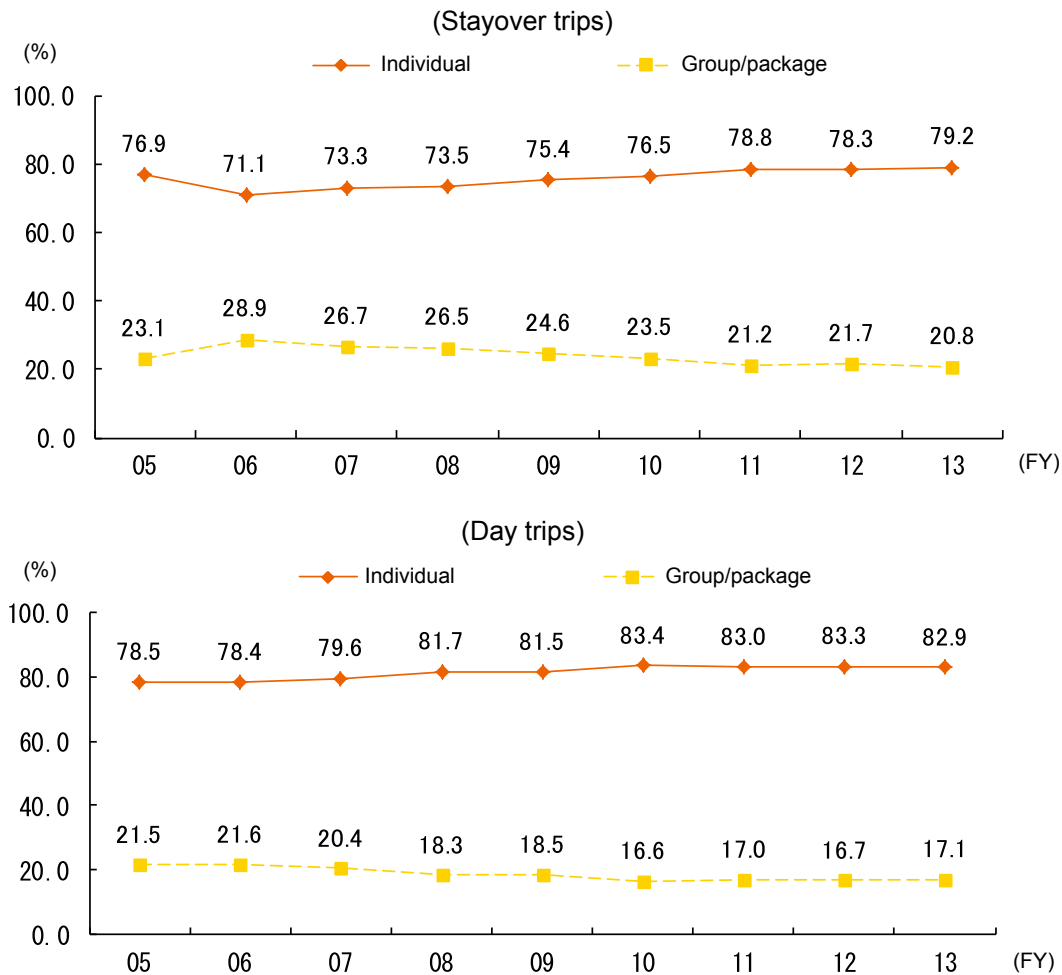 (Stayover trips)
(%)
Individual Group/package
100.0
76.9 71.1 73.3 73.5 75.4 76.5 78.8 78.3 79.2
80.0
60.0
40.0
23.1 28.9 26.7 26.5 24.6 23.5 21.2 21.7 20.8
20.0
0.0
05 06 07 08 09 10 11 12 13 (FY)
(Day trips)
(%)
Individual Group/package
100.0
78.5 78.4 79.6 81.7 81.5 83.4 83.0 83.3 82.9
80.0
60.0
40.0
21.5 21.6 20.4 18.3 18.5 16.6 17.0 16.7 17.1
20.0
0.0
05 06 07 08 09 10 11 12 13 (FY)